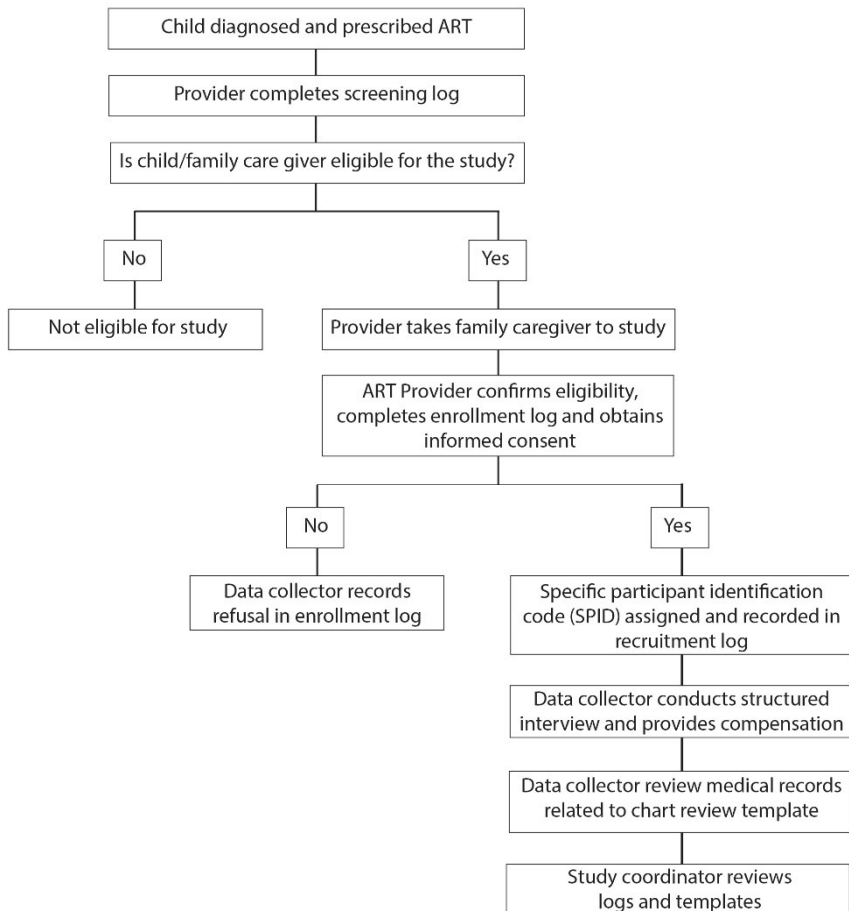 Child diagnosed and prescribed ART
Provider completes screening log
Is child/family care giver eligible for the study?
No
Yes
Not eligible for study
Provider takes family caregiver to study
ART Provider confirms eligibility,
completes enrollment log and obtains
informed consent
No
Yes
Data collector records
refusal in enrollment log
Specific participant identification
code (SPID) assigned and recorded in
recruitment log
Data collector conducts structured
interview and provides compensation
Data collector review medical records
related to chart review template
Study coordinator reviews
logs and templates